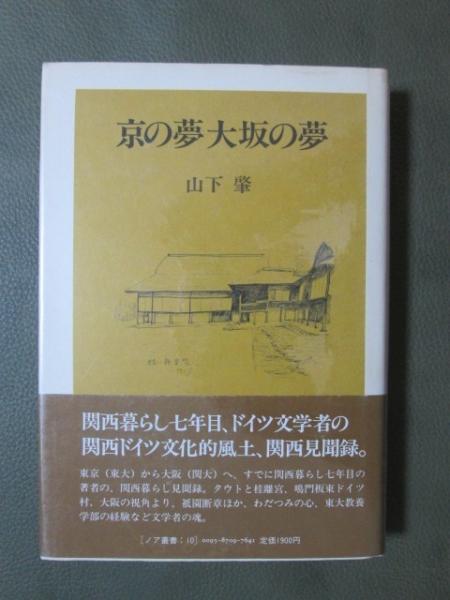 京の夢大坂の夢
山下 肇
関西暮らし七年目、ドイツ文学者の
関西ドイツ文化的風土、関西見聞録。
東京（東大）から大阪（関大）へ、すでに関西暮らし七年目の
著者の、関西暮らし見聞録。タウトと桂離宮、鳴門板東ドイツ
村、大阪の視角より、祇園断章ほか、わだつみの心、東大教養
学部の経験など文学者の魂。
［ノア叢書：10］0095-8709-7641 定価1900円